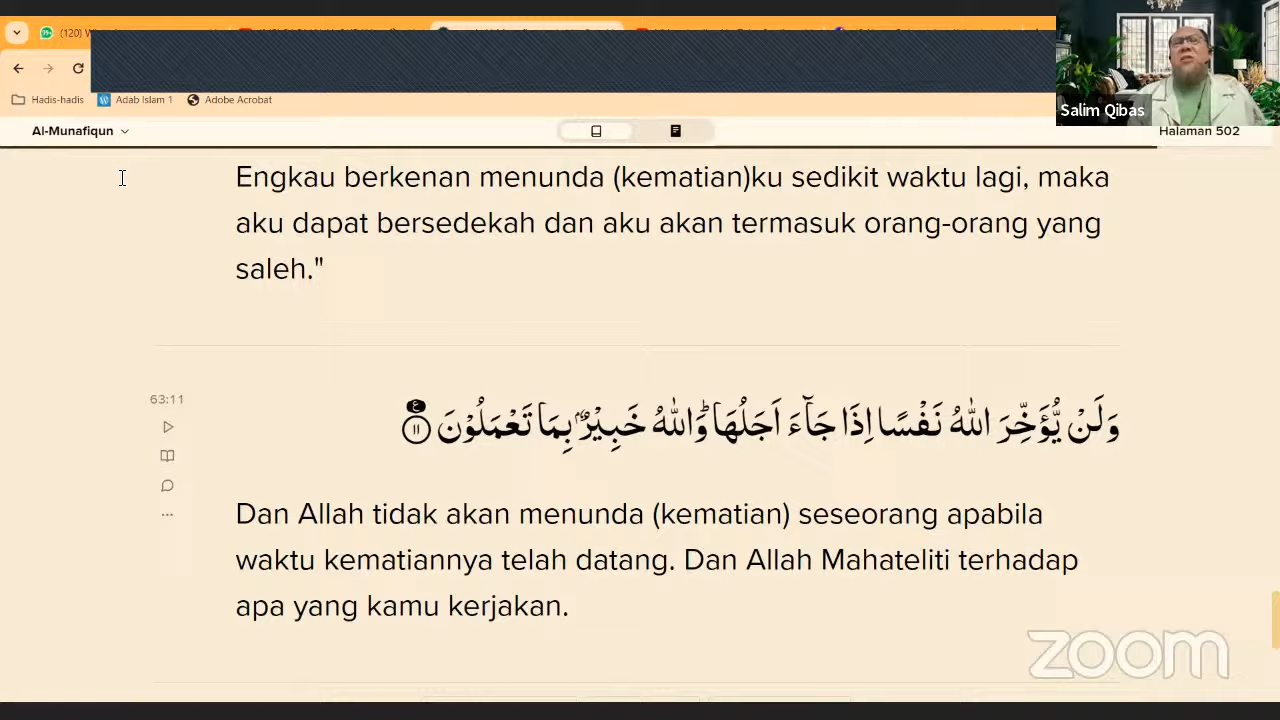 (120)
Hadis-hadis
Adab Islam 1
Adobe Acrobat
Salim Qibas
Al-Munafiqun
Halaman 502
Engkau berkenan menunda (kematian)ku sedikit waktu lagi, maka
aku dapat bersedekah dan aku akan termasuk orang-orang yang
saleh."
63:11
وَلَنْ يُّؤَخِّرَ اللّٰهُ نَفْسًا اِذَا جَاۤءَ اَجَلُهَاۗ وَاللّٰهُ خَبِيْرٌۢ بِمَا تَعْمَلُوْنَ ࣖ ١١
Dan Allah tidak akan menunda (kematian) seseorang apabila
waktu kematiannya telah datang. Dan Allah Mahateliti terhadap
apa yang kamu kerjakan.
zoom